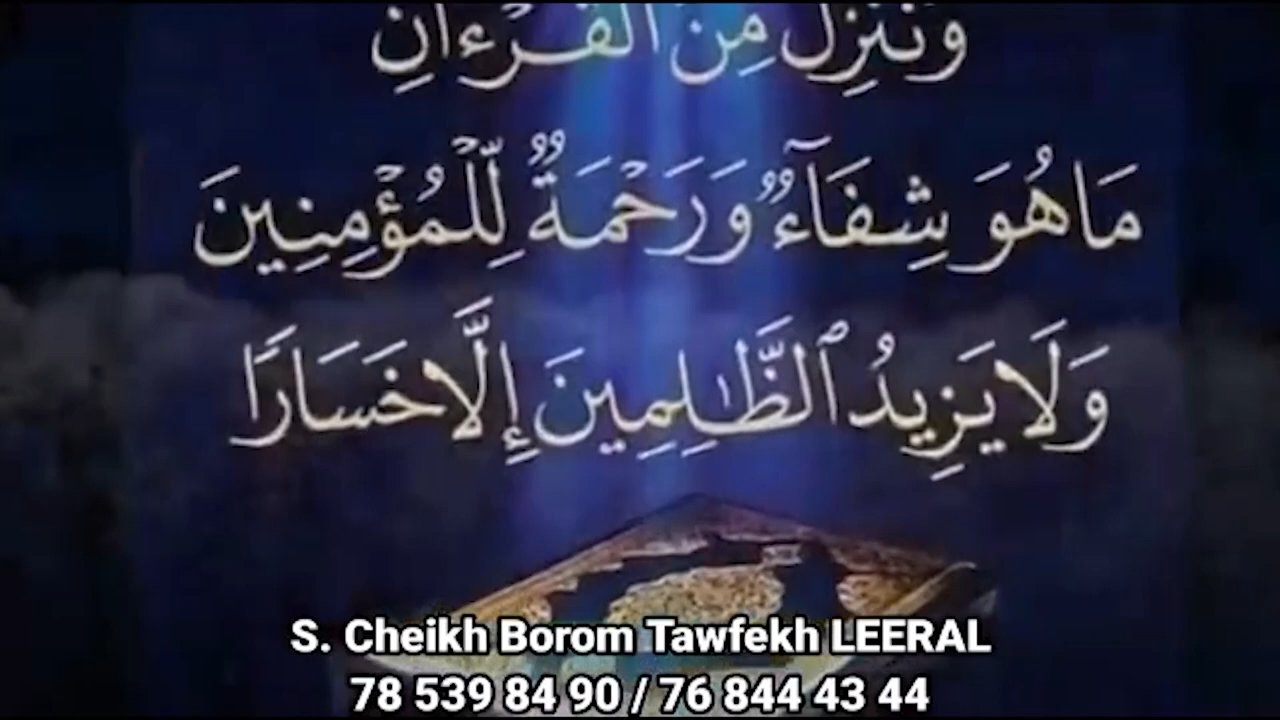 وَنُنَزِّلُ مِنَ الْقُرْءَانِ
مَا هُوَ شِفَآءٌ وَرَحْمَةٌ لِّلْمُؤْمِنِينَ
وَلَا يَزِيدُ ٱلظَّٰلِمِينَ إِلَّا خَسَارًا
S. Cheikh Borom Tawfekh LEERAL
78 539 84 90 / 76 844 43 44